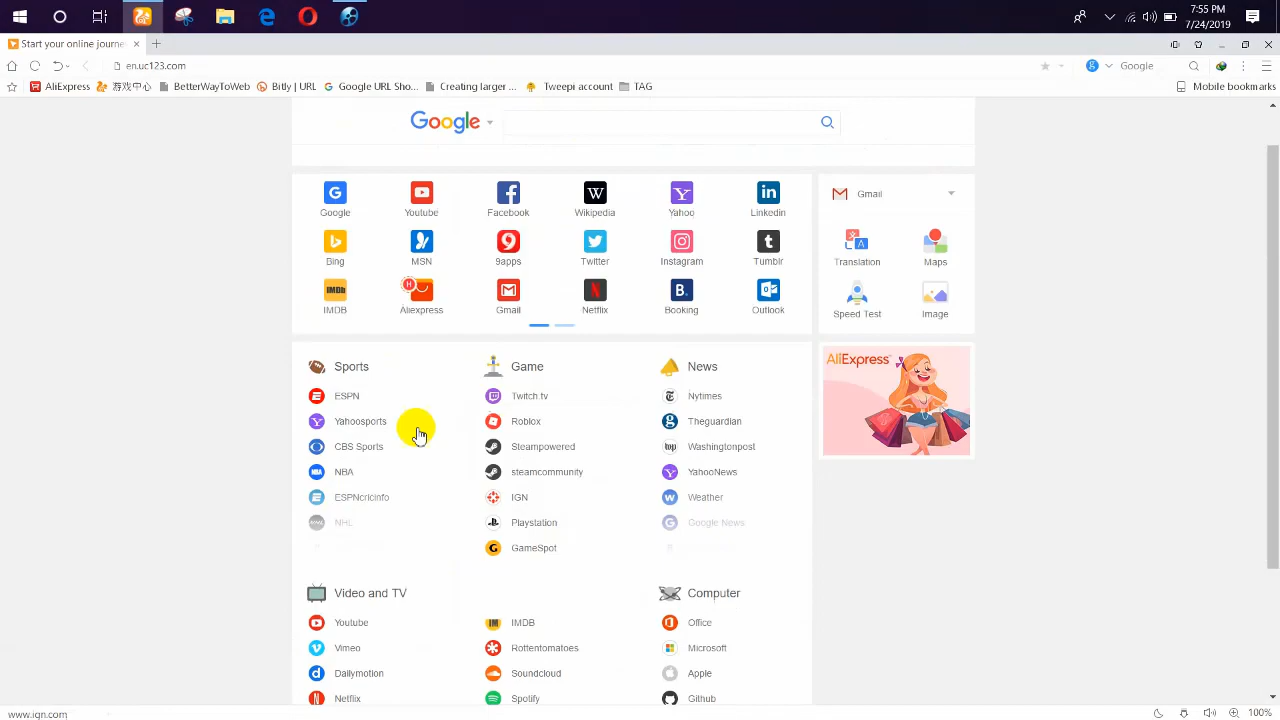 7:55 PM
7/24/2019
Start your online journe
en.uc123.com
Google
AliExpress 游戏中心 BetterWayToWeb Bitly | URL Google URL Sho... Creating larger ... Tweepi account TAG Mobile bookmarks
Google
Google Youtube Facebook Wikipedia Yahoo Linkedin
Bing MSN 9apps Twitter Instagram Tumblr
IMDB Aliexpress Gmail Netflix Booking Outlook
Gmail
Translation Maps
Speed Test Image
AliExpress
Sports
ESPN
Yahoosports
CBS Sports
NBA
ESPNcricinfo
NHL
Game
Twitch.tv
Roblox
Steampowered
steamcommunity
IGN
Playstation
GameSpot
News
Nytimes
Theguardian
Washingtonpost
YahooNews
Weather
Google News
Video and TV
Youtube
Vimeo
Dailymotion
Netflix
IMDB
Rottentomatoes
Soundcloud
Spotify
Computer
Office
Microsoft
Apple
Github
www.ign.com
100%